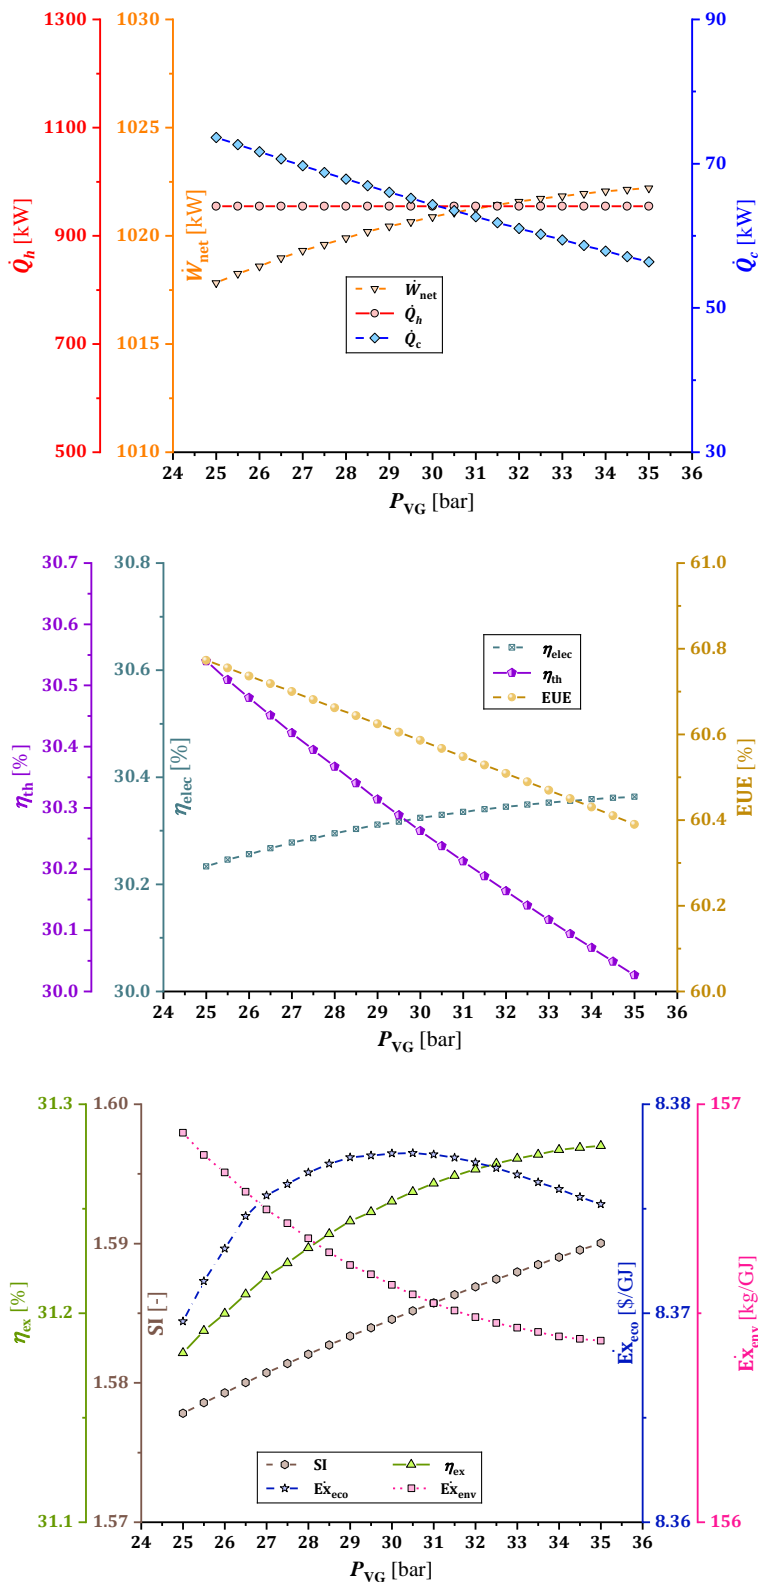 1300
1100
900
700
500
Q̇h [kW]
1030
1025
1020
1015
1010
Ẇnet [kW]
90
70
50
30
Q̇c [kW]
Ẇnet
Q̇h
Q̇c
24 25 26 27 28 29 30 31 32 33 34 35 36
PVG [bar]
30.7
30.6
30.5
30.4
30.3
30.2
30.1
30.0
ηth [%]
30.8
30.6
30.4
30.2
30.0
ηelec [%]
61.0
60.8
60.6
60.4
60.2
60.0
EUE [%]
ηelec
ηth
EUE
24 25 26 27 28 29 30 31 32 33 34 35 36
PVG [bar]
31.3
31.2
31.1
ηex [%]
1.60
1.59
1.58
1.57
SI [-]
8.38
8.37
8.36
Ėxeco [$/GJ]
157
156
Ėxenv [kg/GJ]
SI
ηex
Ėxeco
Ėxenv
24 25 26 27 28 29 30 31 32 33 34 35 36
PVG [bar]